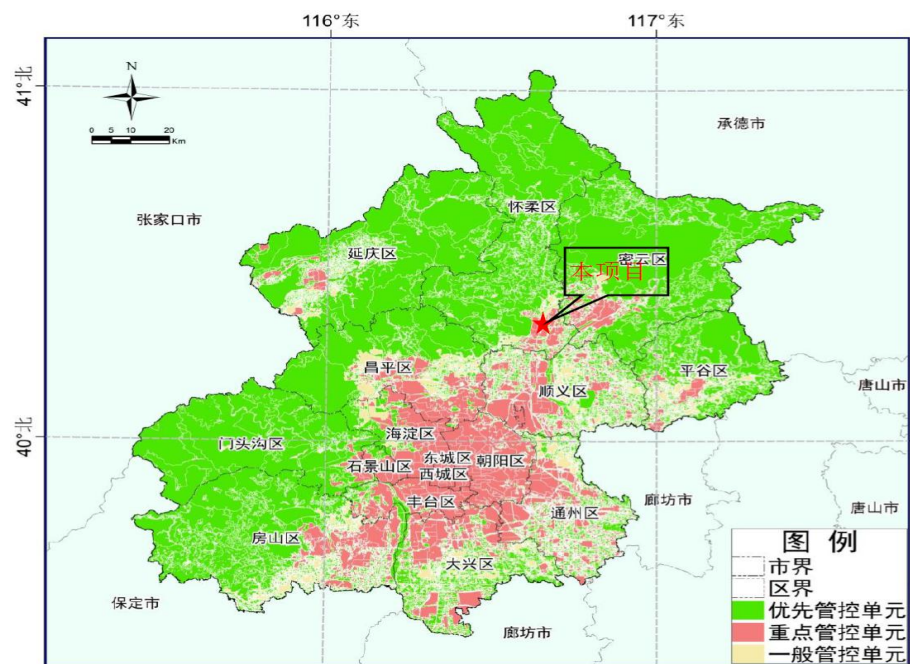 116°东
117°东
41°北
40°北
N
0 5 10 20
Km
承德市
张家口市
怀柔区
延庆区
密云区
本项目
昌平区
顺义区
平谷区
唐山市
门头沟区
海淀区
石景山区
东城区
朝阳区
西城区
丰台区
通州区
廊坊市
唐山市
房山区
大兴区
保定市
廊坊市
图 例
市界
区界
优先管控单元
重点管控单元
一般管控单元